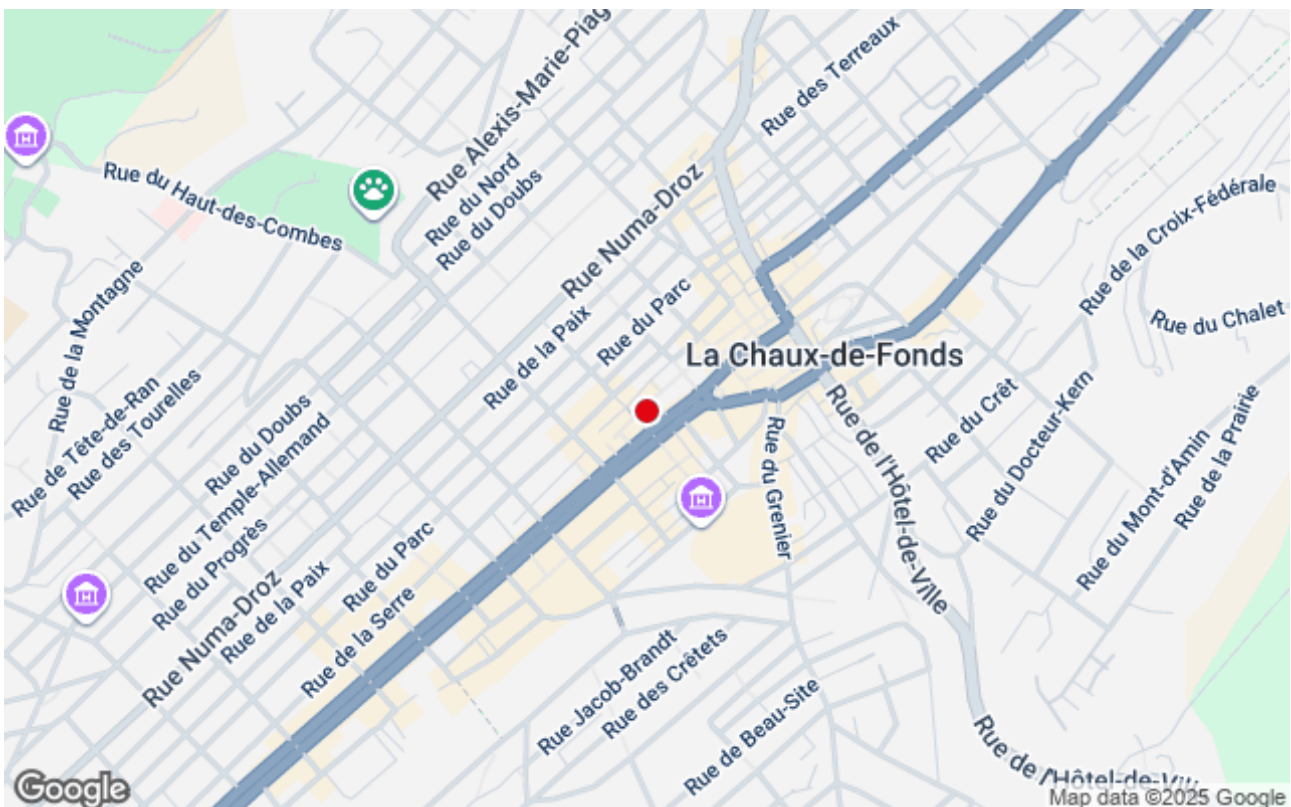 Rue Alexis-Marie-Piag
Rue des Terreaux
Rue du Haut-des-Combes
Rue du Nord
Rue du Doubs
Rue Numa-Droz
Rue de la Croix-Fédérale
Rue de la Montagne
Rue du Parc
Rue de la Paix
Rue du Chalet
La Chaux-de-Fonds
Rue de Tête-de-Ran
Rue des Tourelles
Rue du Doubs
Rue du Temple-Allemand
Rue du Progrès
Rue Numa-Droz
Rue de la Paix
Rue du Parc
Rue de la Serre
Rue du Grenier
Rue de l'Hôtel-de-Ville
Rue du Crêt
Rue du Docteur-Kern
Rue du Mont-d'Amin
Rue de la Prairie
Rue Jacob-Brandt
Rue des Crêtets
Rue de Beau-Site
Rue de l'Hôtel-de-Vill
Google
Map data ©2025 Google